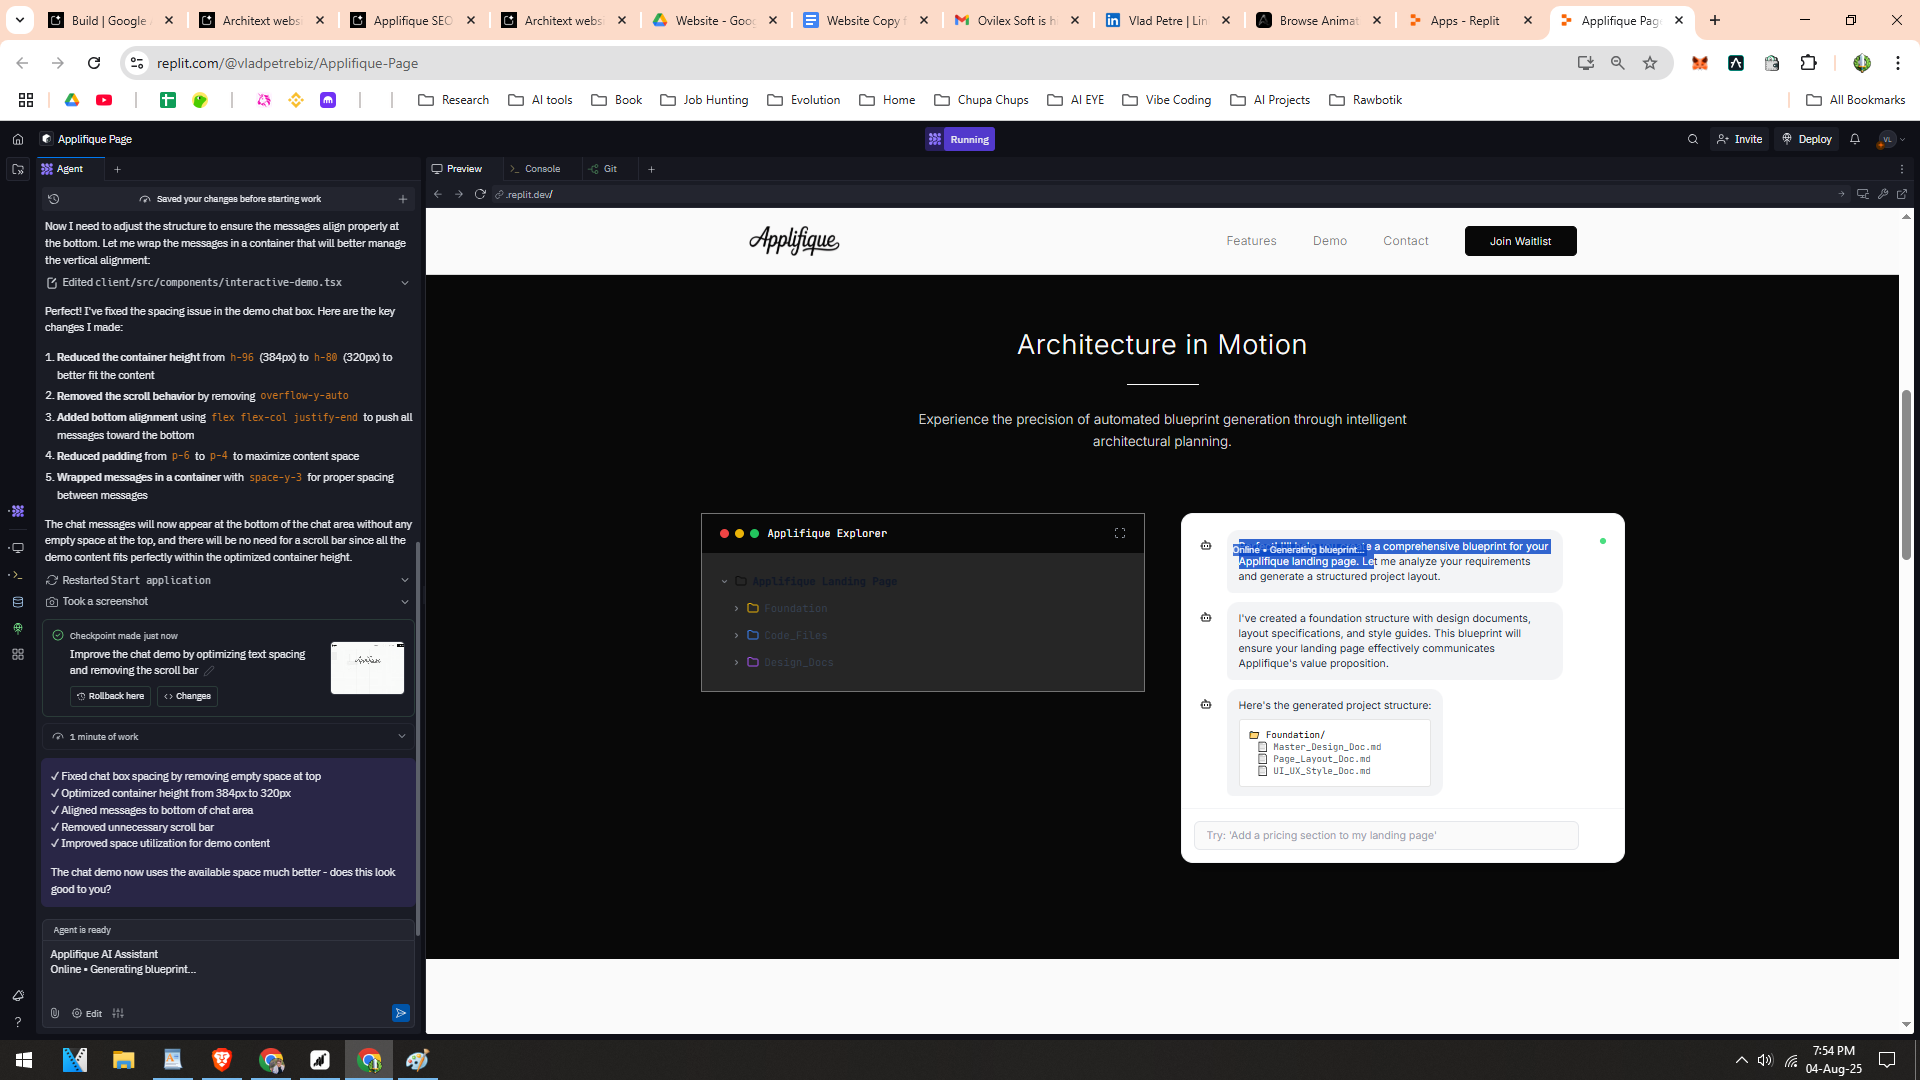 Build | Google
Architext webs
Applifique SEO
Architext webs
Website - Goog
Website Copy f
Ovilex Soft is h
Vlad Petre | Lin
Browse Animat
Apps - Replit
Applifique Pag
replit.com/@vladpetrebiz/Applifique-Page
Research
AI tools
Book
Job Hunting
Evolution
Home
Chupa Chups
AI EYE
Vibe Coding
AI Projects
Rawbotik
All Bookmarks
Applifique Page
Running
Invite
Deploy
VL
Agent
Preview
Console
Git
Saved your changes before starting work
.replit.dev/
Now I need to adjust the structure to ensure the messages align properly at
the bottom. Let me wrap the messages in a container that will better manage
the vertical alignment:
Edited client/src/components/interactive-demo.tsx
Perfect! I've fixed the spacing issue in the demo chat box. Here are the key
changes I made:
1. Reduced the container height from h-96 (384px) to h-80 (320px) to
better fit the content
2. Removed the scroll behavior by removing overflow-y-auto
3. Added bottom alignment using flex flex-col justify-end to push all
messages toward the bottom
4. Reduced padding from p-6 to p-4 to maximize content space
5. Wrapped messages in a container with space-y-3 for proper spacing
between messages
The chat messages will now appear at the bottom of the chat area without any
empty space at the top, and there will be no need for a scroll bar since all the
demo content fits perfectly within the optimized container height.
Restarted Start application
Took a screenshot
Checkpoint made just now
Improve the chat demo by optimizing text spacing
and removing the scroll bar
Rollback here
Changes
1 minute of work
✓ Fixed chat box spacing by removing empty space at top
✓ Optimized container height from 384px to 320px
✓ Aligned messages to bottom of chat area
✓ Removed unnecessary scroll bar
✓ Improved space utilization for demo content
The chat demo now uses the available space much better - does this look
good to you?
Agent is ready
Applifique AI Assistant
Online • Generating blueprint...
Edit
Applifique
Features
Demo
Contact
Join Waitlist
Architecture in Motion
Experience the precision of automated blueprint generation through intelligent
architectural planning.
Applifique Explorer
Applifique Landing Page
Foundation
Code_Files
Design_Docs
Online • Generating blueprint...
a comprehensive blueprint for your
Applifique landing page. Let me analyze your requirements
and generate a structured project layout.
I've created a foundation structure with design documents,
layout specifications, and style guides. This blueprint will
ensure your landing page effectively communicates
Applifique's value proposition.
Here's the generated project structure:
Foundation/
Master_Design_Doc.md
Page_Layout_Doc.md
UI_UX_Style_Doc.md
Try: 'Add a pricing section to my landing page'
7:54 PM
04-Aug-25